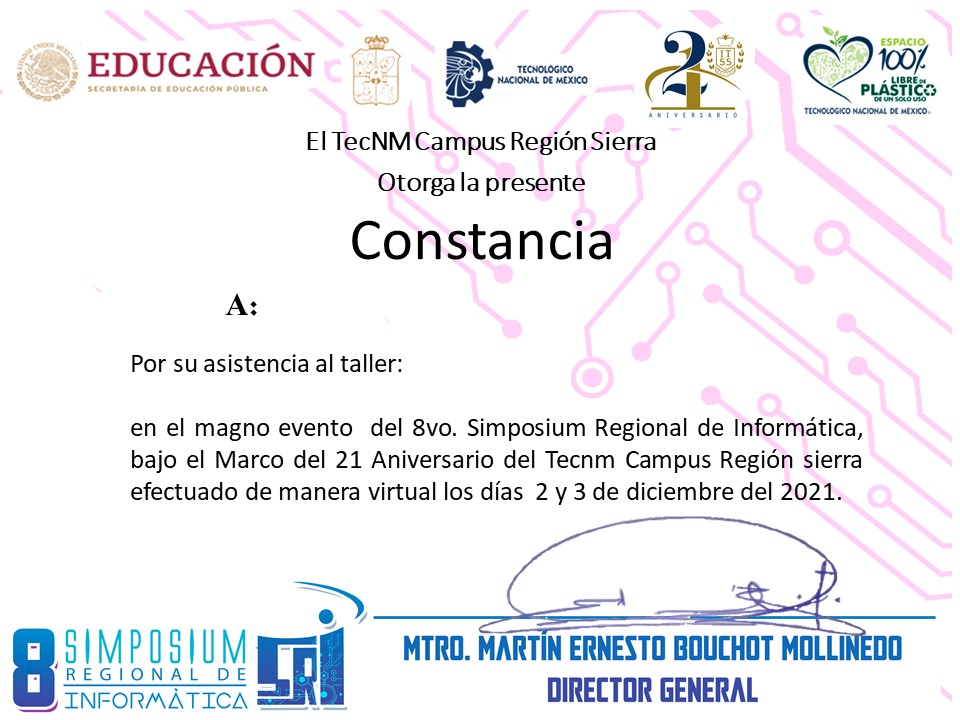 EDUCACIÓN
SECRETARÍA DE EDUCACIÓN PÚBLICA
TECNOLÓGICO
NACIONAL DE MÉXICO
21
ITSS
ANIVERSARIO
ESPACIO
100%
LIBRE DE
PLÁSTICO
DE UN SOLO USO
TECNOLÓGICO NACIONAL DE MÉXICO
El TecNM Campus Región Sierra
Otorga la presente
Constancia
A:
Por su asistencia al taller:
en el magno evento del 8vo. Simposium Regional de Informática,
bajo el Marco del 21 Aniversario del Tecnm Campus Región sierra
efectuado de manera virtual los días 2 y 3 de diciembre del 2021.
8 SIMPOSIUM
REGIONAL DE
INFORMÀTICA
SRI
MTRO. MARTÍN ERNESTO BOUCHOT MOLLINEDO
DIRECTOR GENERAL